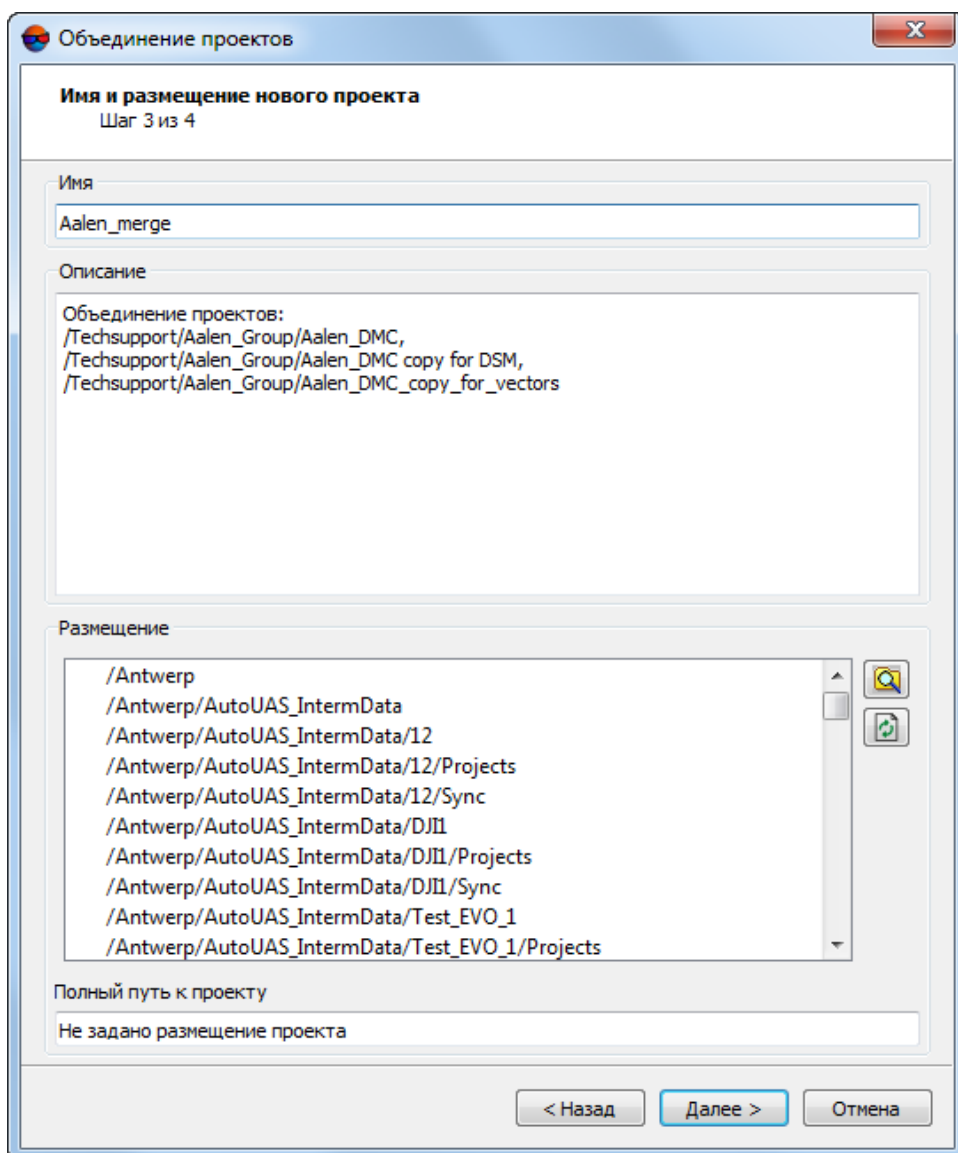 Объединение проектов
Имя и размещение нового проекта
Шаг 3 из 4
Имя
Aalen_merge
Описание
Объединение проектов:
/Techsupport/Aalen_Group/Aalen_DMC,
/Techsupport/Aalen_Group/Aalen_DMC copy for DSM,
/Techsupport/Aalen_Group/Aalen_DMC_copy_for_vectors
Размещение
/Antwerp
/Antwerp/AutoUAS_IntermData
/Antwerp/AutoUAS_IntermData/12
/Antwerp/AutoUAS_IntermData/12/Projects
/Antwerp/AutoUAS_IntermData/12/Sync
/Antwerp/AutoUAS_IntermData/DJI1
/Antwerp/AutoUAS_IntermData/DJI1/Projects
/Antwerp/AutoUAS_IntermData/DJI1/Sync
/Antwerp/AutoUAS_IntermData/Test_EVO_1
/Antwerp/AutoUAS_IntermData/Test_EVO_1/Projects
Полный путь к проекту
Не задано размещение проекта
< Назад
Далее >
Отмена